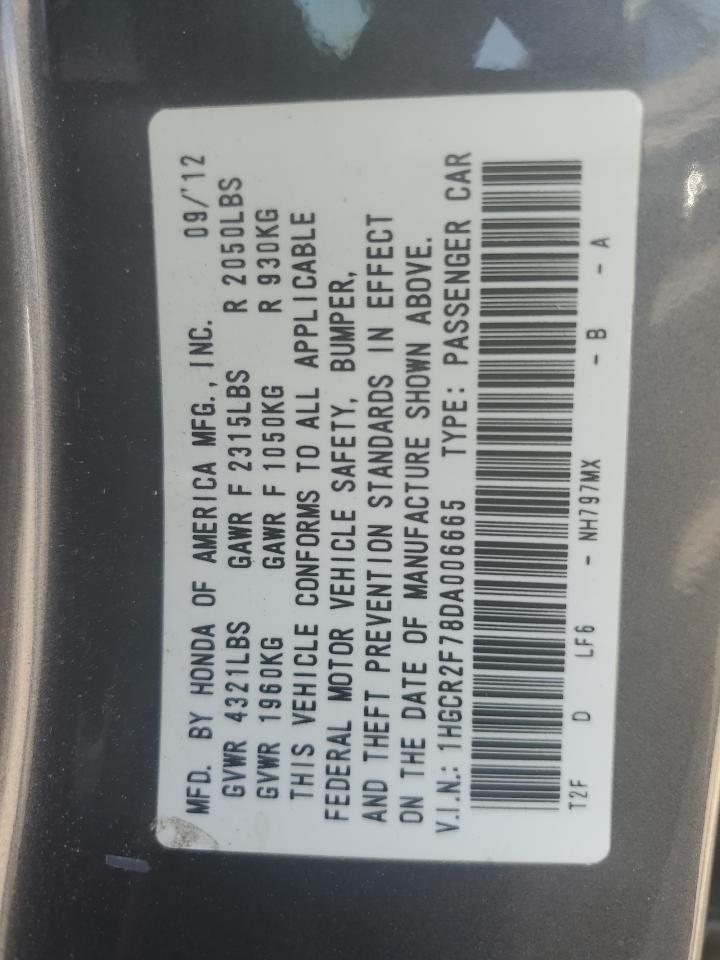 MFD. BY HONDA OF AMERICA MFG., INC. 09/'12
GVWR 4321LBS GAWR F 2315LBS R 2050LBS
GVWR 1960KG GAWR F 1050KG R 930KG
THIS VEHICLE CONFORMS TO ALL APPLICABLE
FEDERAL MOTOR VEHICLE SAFETY, BUMPER,
AND THEFT PREVENTION STANDARDS IN EFFECT
ON THE DATE OF MANUFACTURE SHOWN ABOVE.
V.I.N.: 1HGCR2F78DA006665 TYPE: PASSENGER CAR
T2F D LF6 - NH797MX - B - A